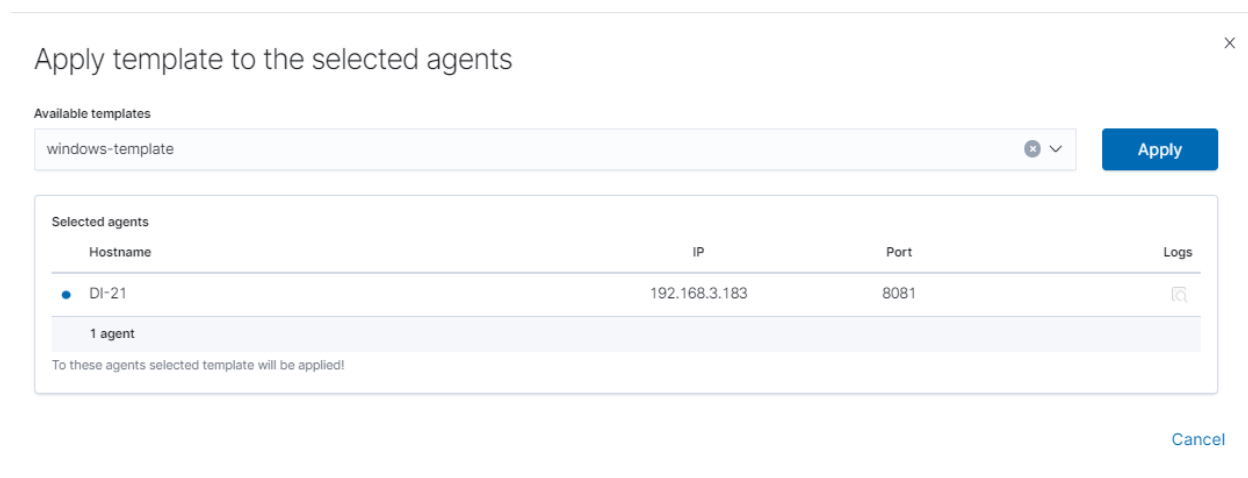 Apply template to the selected agents
Available templates
windows-template
Apply
Selected agents
Hostname IP Port Logs
DI-21 192.168.3.183 8081
1 agent
To these agents selected template will be applied!
Cancel